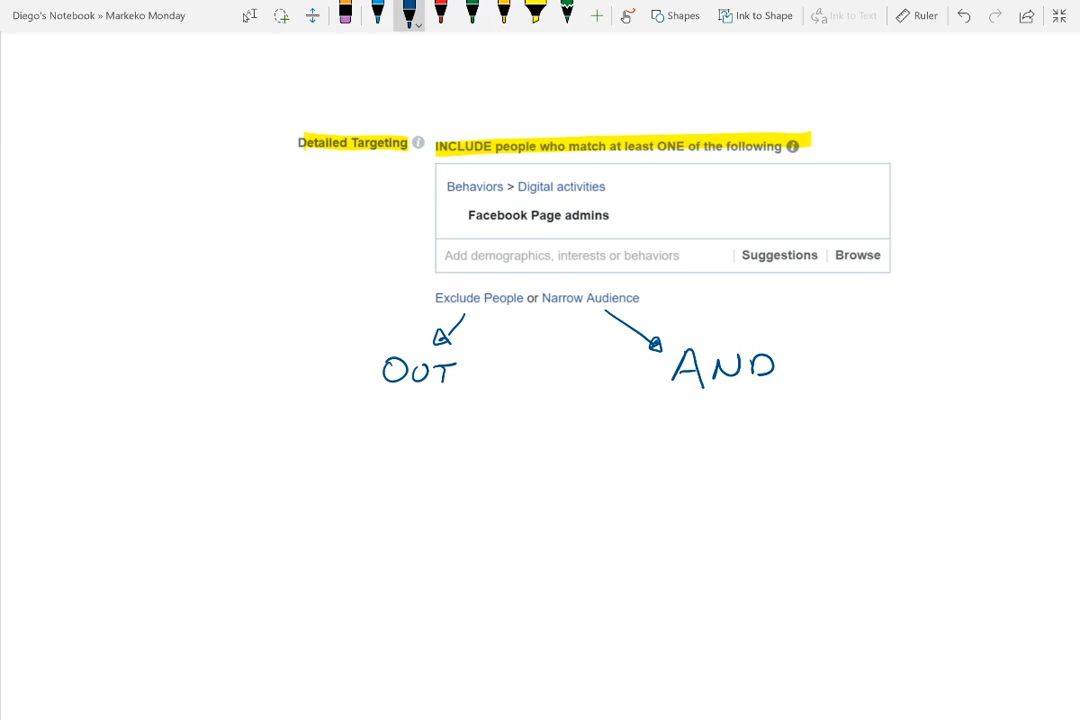 Diego's Notebook » Markeko Monday
Shapes
Ink to Shape
Ink to Text
Ruler
Detailed Targeting
INCLUDE people who match at least ONE of the following
Behaviors > Digital activities
Facebook Page admins
Add demographics, interests or behaviors | Suggestions | Browse
Exclude People or Narrow Audience
OUT
AND